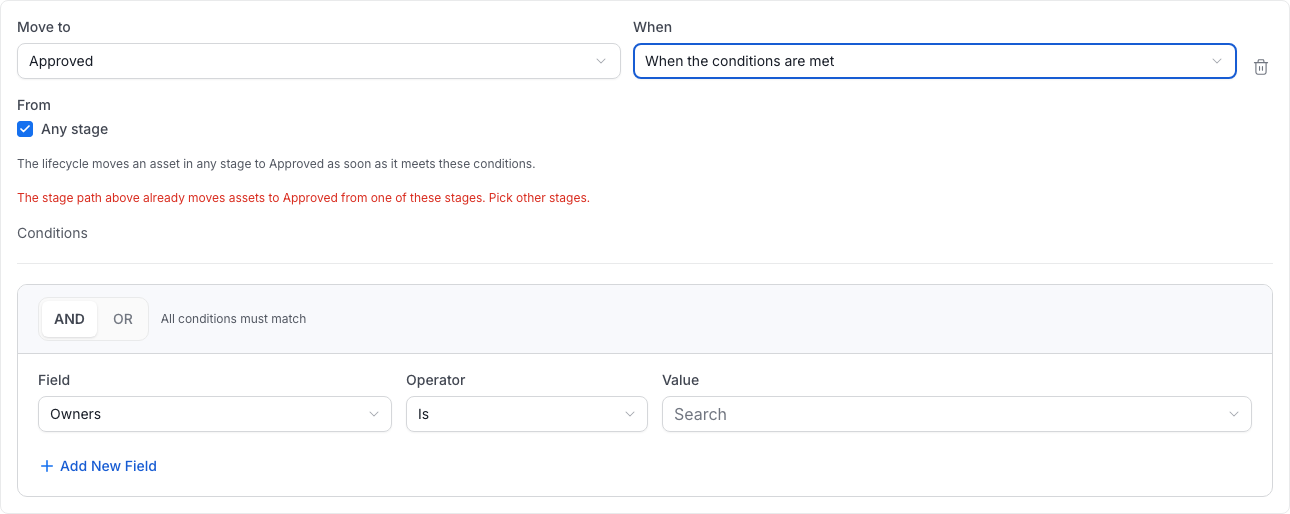 Move to
When
Approved
When the conditions are met
From
Any stage
The lifecycle moves an asset in any stage to Approved as soon as it meets these conditions.
The stage path above already moves assets to Approved from one of these stages. Pick other stages.
Conditions
AND OR All conditions must match
Field Operator Value
Owners Is Search
Add New Field